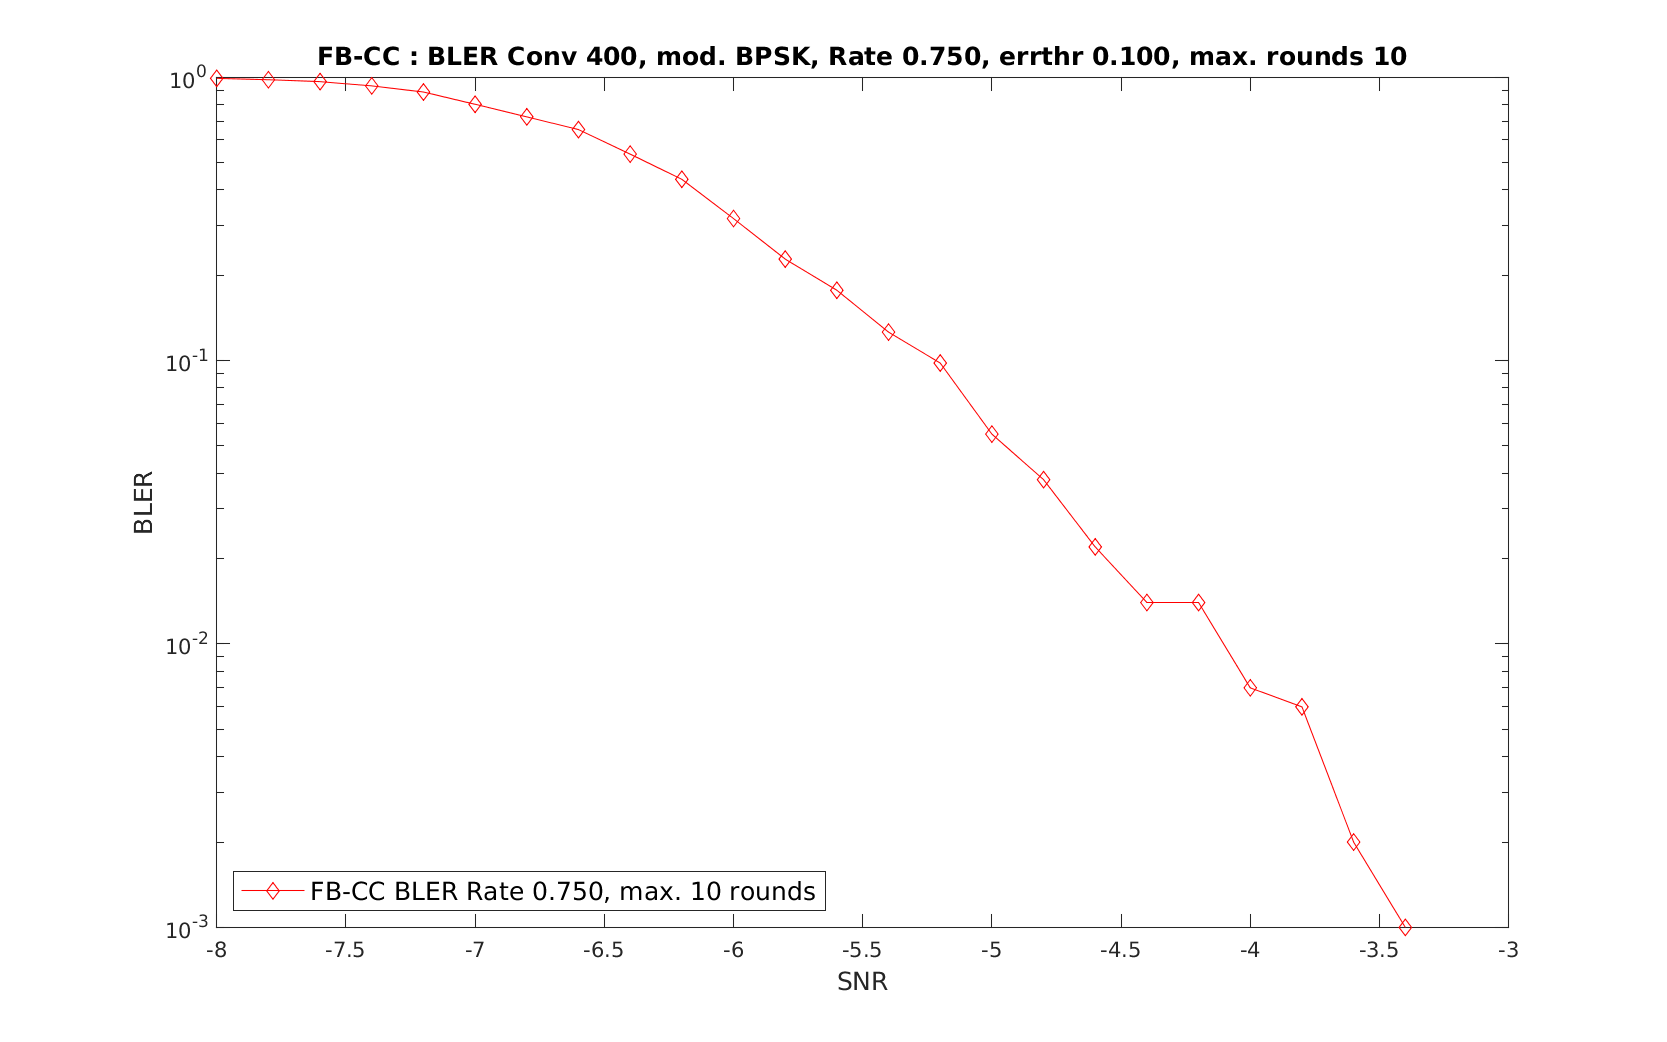 FB-CC : BLER Conv 400, mod. BPSK, Rate 0.750, errthr 0.100, max. rounds 10
10^0
10^-1
10^-2
10^-3
BLER
FB-CC BLER Rate 0.750, max. 10 rounds
-8 -7.5 -7 -6.5 -6 -5.5 -5 -4.5 -4 -3.5 -3
SNR